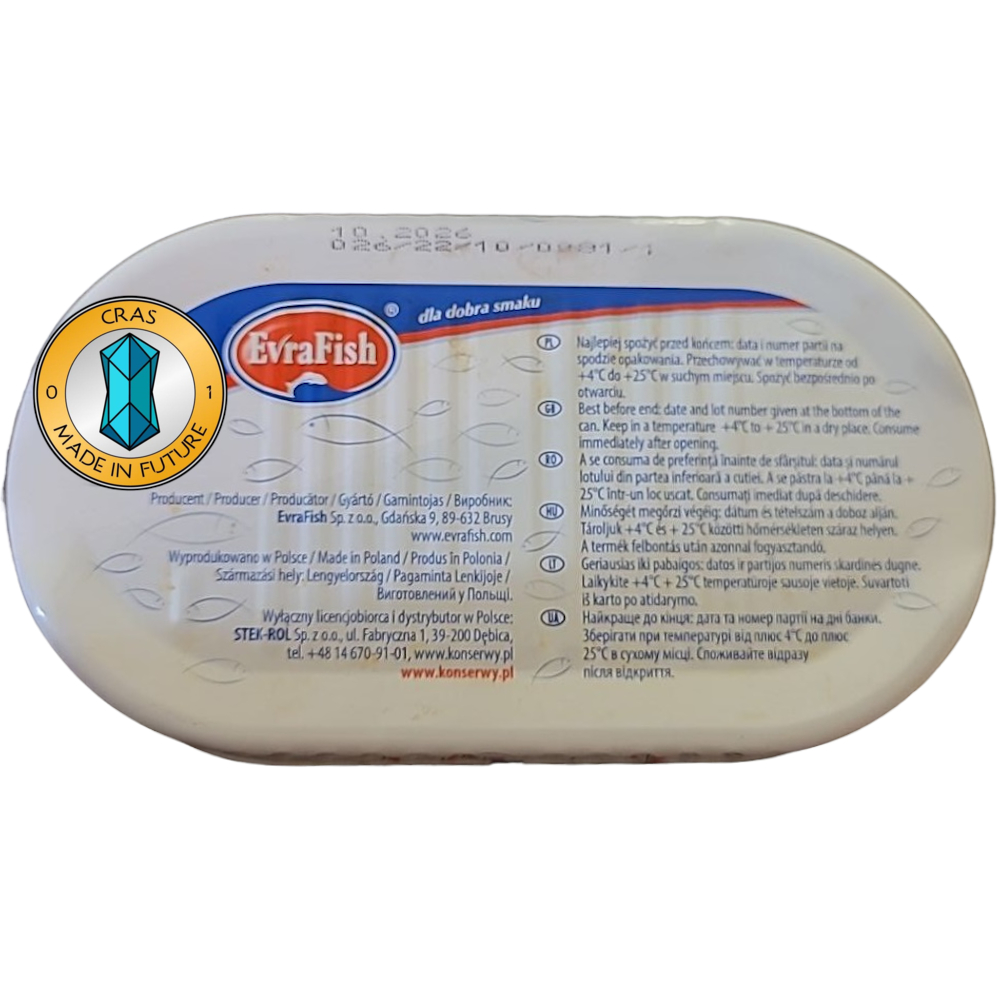 10.2026
026/22/10/0931/1
CRAS
0 1
MADE IN FUTURE
EvraFish
® dla dobra smaku
Producent / Producer / Producător / Gyártó / Gamintojas / Виробник:
EvraFish Sp. z o.o., Gdańska 9, 89-632 Brusy
www.evrafish.com
Wyprodukowano w Polsce / Made in Poland / Produs în Polonia /
Származási hely: Lengyelország / Pagaminta Lenkijoje /
Виготовлений у Польщі.
Wyłączny licencjobiorca i dystrybutor w Polsce:
STEK-ROL Sp. z o.o., ul. Fabryczna 1, 39-200 Dębica,
tel. +48 14 670-91-01, www.konserwy.pl
www.konserwy.pl
PL Najlepiej spożyć przed końcem: data i numer partii na
spodzie opakowania. Przechowywać w temperaturze od
+4°C do +25°C w suchym miejscu. Spożyć bezpośrednio po
otwarciu.
GB Best before end: date and lot number given at the bottom of the
can. Keep in a temperature +4°C to + 25°C in a dry place. Consume
immediately after opening.
RO A se consuma de preferință înainte de sfârșitul: data și numărul
lotului din partea inferioară a cutiei. A se păstra la +4°C până la +
25°C într-un loc uscat. Consumați imediat după deschidere.
HU Minőségét megőrzi végéig: dátum és tételszám a doboz alján.
Tároljuk +4°C és + 25°C közötti hőmérsékleten száraz helyen.
A termék felbontás után azonnal fogyasztandó.
LT Geriausias iki pabaigos: datos ir partijos numeris skardinės dugne.
Laikykite +4°C + 25°C temperatūroje sausoje vietoje. Suvartoti
iš karto po atidarymo.
UA Найкраще до кінця: дата та номер партії на дні банки.
Зберігати при температурі від плюс 4°C до плюс
25°C в сухому місці. Споживайте відразу
після відкриття.